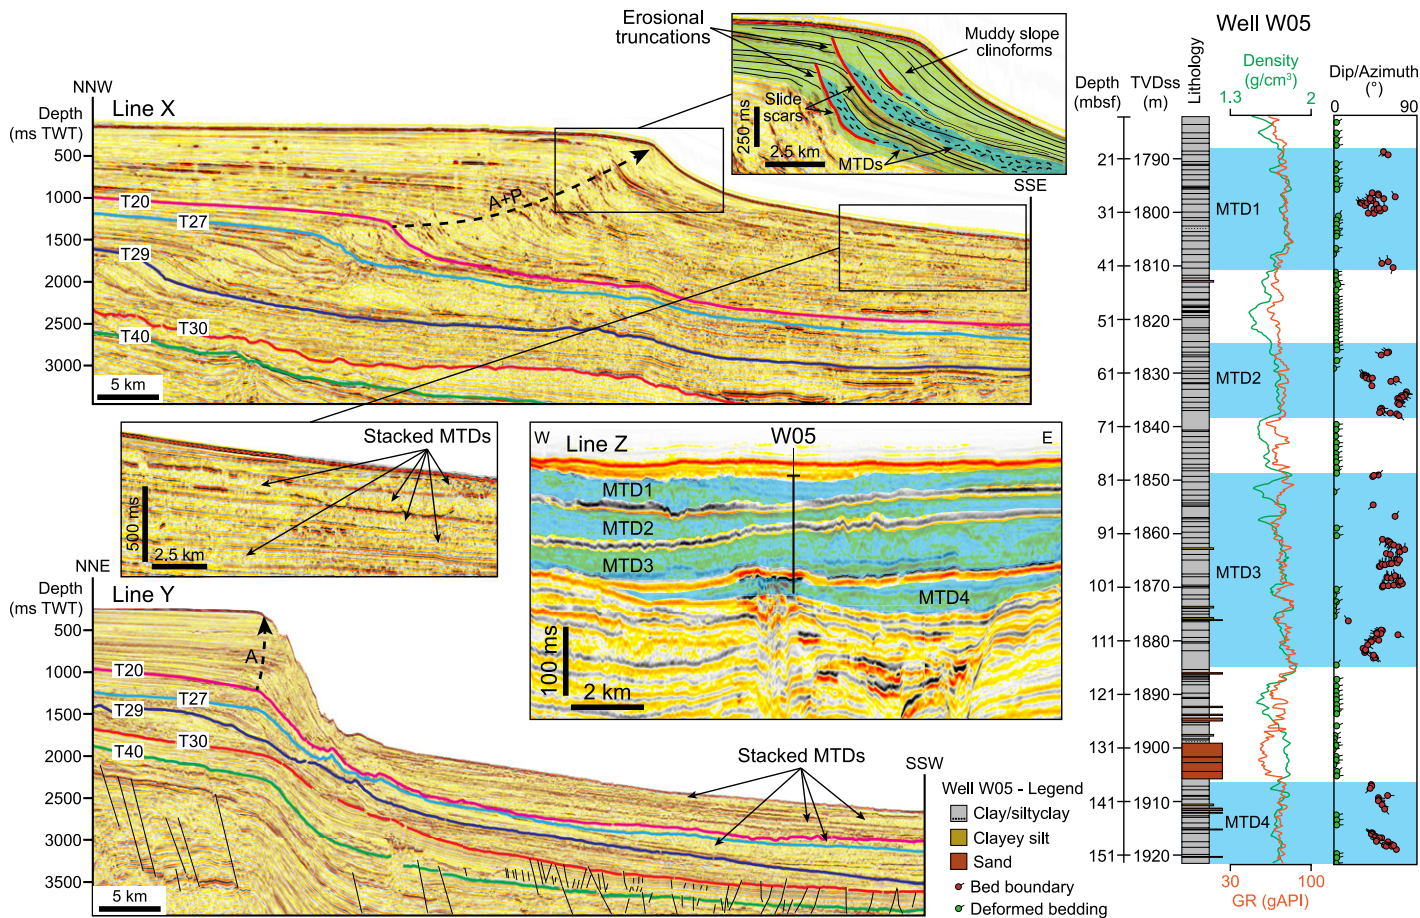 NNW
Line X
Depth
(ms TWT)
500
1000
1500
2000
2500
3000
T20
T27
T29
T30
T40
A+P
5 km
SSE
Erosional
truncations
Muddy slope
clinoforms
Slide
scars
MTDs
250 ms
2.5 km
Stacked MTDs
500 ms
2.5 km
W
Line Z
W05
E
MTD1
MTD2
MTD3
MTD4
100 ms
2 km
NNE
Line Y
Depth
(ms TWT)
500
1000
1500
2000
2500
3000
3500
T20
T27
T29
T30
T40
A
5 km
Stacked MTDs
SSW
Well W05
Depth
(mbsf)
TVDss
(m)
Lithology
Density
(g/cm³)
1.3
2
Dip/Azimuth
(°)
0
90
21
1790
31
1800
41
1810
51
1820
61
1830
71
1840
81
1850
91
1860
101
1870
111
1880
121
1890
131
1900
141
1910
151
1920
MTD1
MTD2
MTD3
MTD4
30
100
GR (gAPI)
Well W05 - Legend
Clay/siltyclay
Clayey silt
Sand
Bed boundary
Deformed bedding